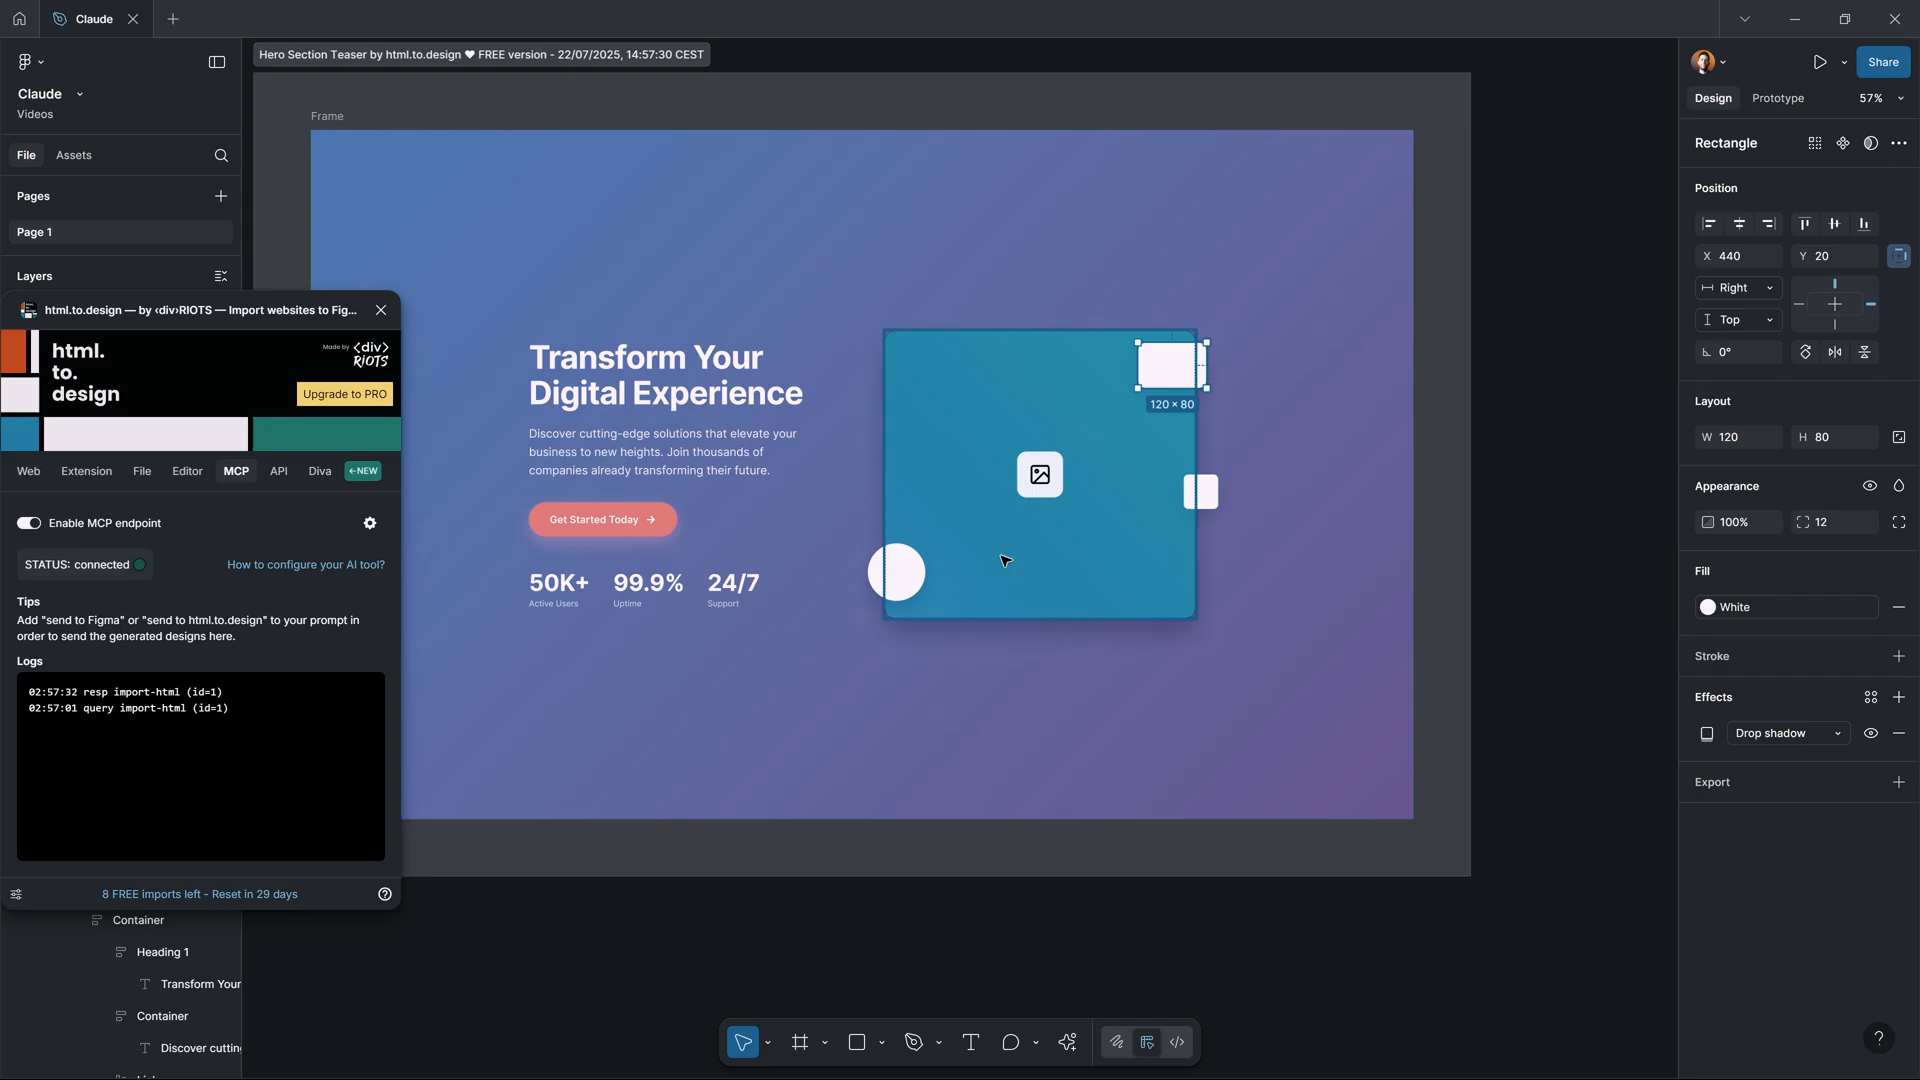 Claude
Hero Section Teaser by html.to.design ♥ FREE version - 22/07/2025, 14:57:30 CEST
Claude
Videos
File
Assets
Pages
Page 1
Layers
html.to.design — by ‹div›RIOTS — Import websites to Fig...
html.
to.
design
Made by
<div>
RIOTS
Upgrade to PRO
Web
Extension
File
Editor
MCP
API
Diva
←NEW
Enable MCP endpoint
STATUS: connected
How to configure your AI tool?
Tips
Add "send to Figma" or "send to html.to.design" to your prompt in
order to send the generated designs here.
Logs
02:57:32 resp import-html (id=1)
02:57:01 query import-html (id=1)
8 FREE imports left - Reset in 29 days
Container
Heading 1
Transform Your
Container
Discover cutting
Frame
Transform Your
Digital Experience
Discover cutting-edge solutions that elevate your
business to new heights. Join thousands of
companies already transforming their future.
Get Started Today →
50K+
99.9%
24/7
Active Users
Uptime
Support
120 × 80
Share
Design
Prototype
57%
Rectangle
Position
X 440
Y 20
Right
Top
0°
Layout
W 120
H 80
Appearance
100%
12
Fill
White
Stroke
Effects
Drop shadow
Export
?